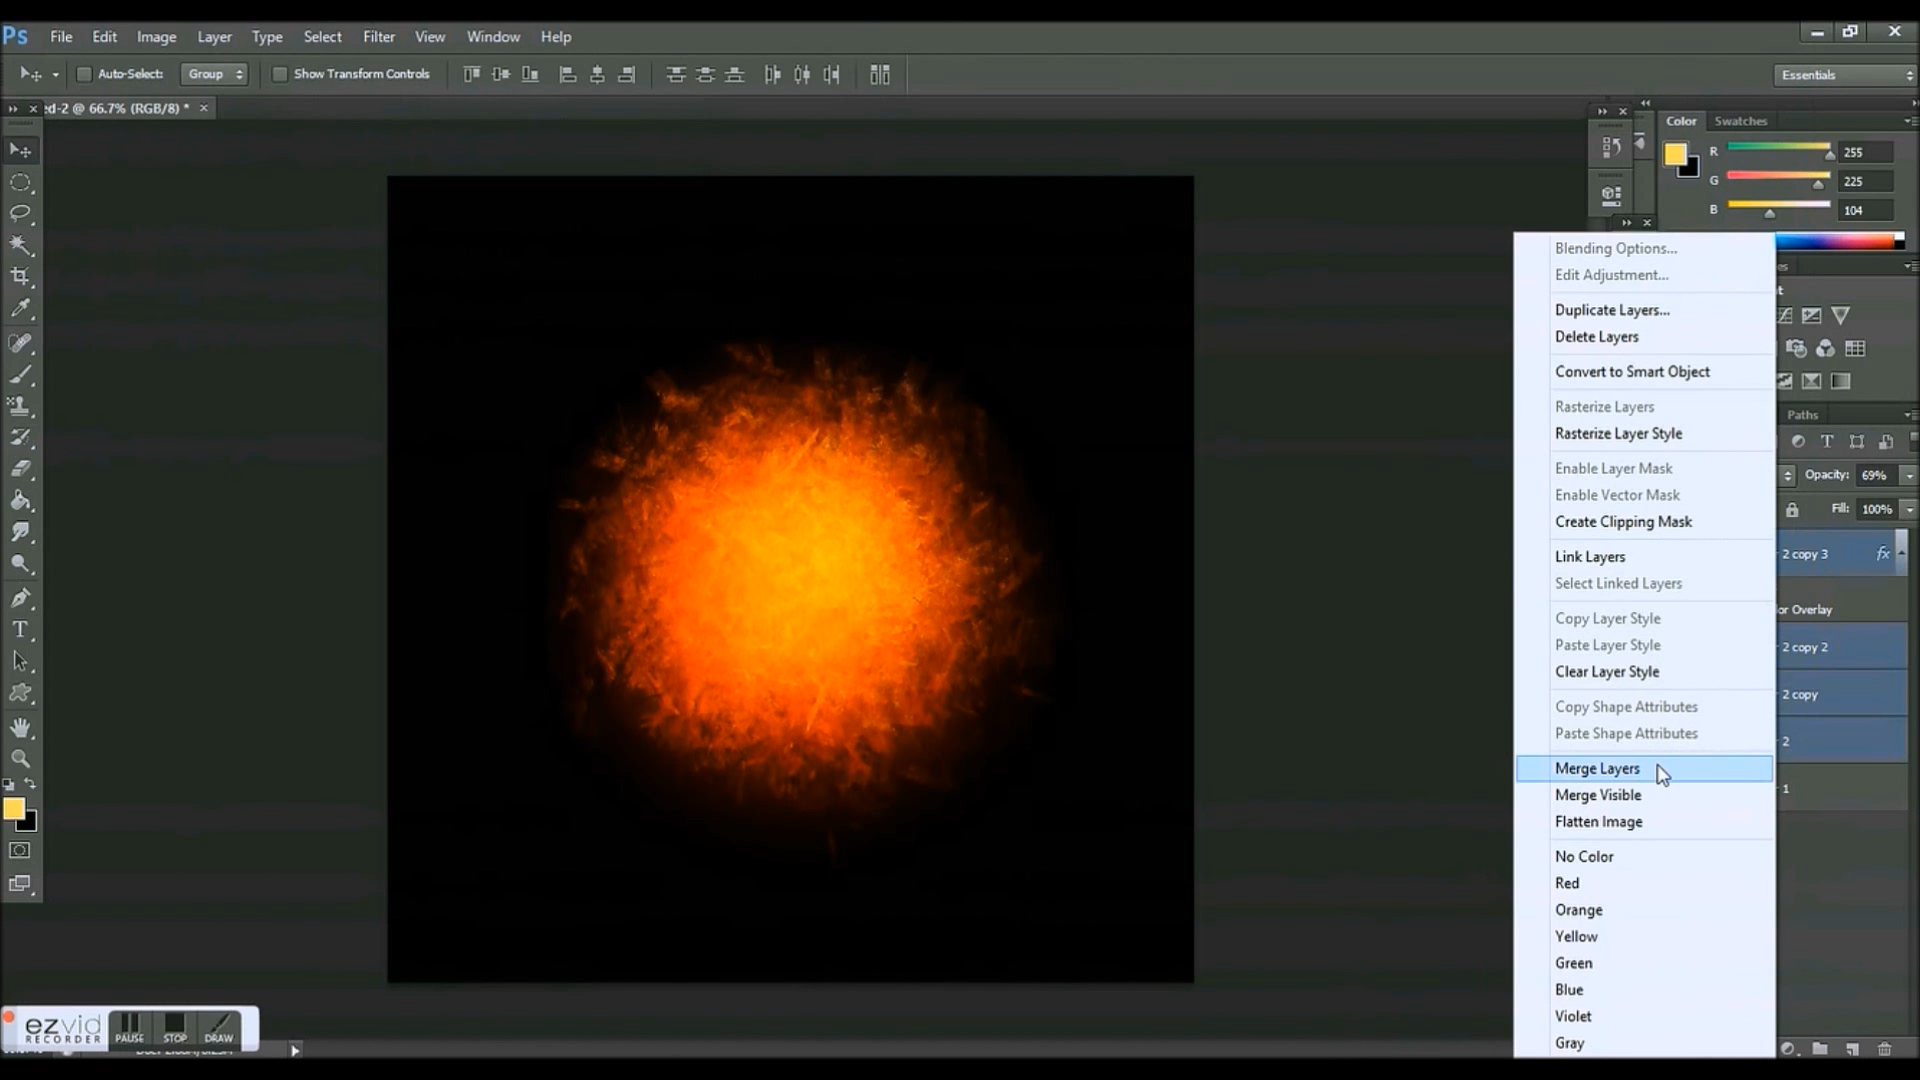 Ps File Edit Image Layer Type Select Filter View Window Help
Auto-Select: Group Show Transform Controls Essentials
ed-2 @ 66.7% (RGB/8) * ×
Color Swatches
R 255
G 225
B 104
Blending Options...
Edit Adjustment...
Duplicate Layers...
Delete Layers
Convert to Smart Object
Rasterize Layers
Rasterize Layer Style
Enable Layer Mask
Enable Vector Mask
Create Clipping Mask
Link Layers
Select Linked Layers
Copy Layer Style
Paste Layer Style
Clear Layer Style
Copy Shape Attributes
Paste Shape Attributes
Merge Layers
Merge Visible
Flatten Image
No Color
Red
Orange
Yellow
Green
Blue
Violet
Gray
Paths
Opacity: 69%
Fill: 100%
2 copy 3 fx
or Overlay
2 copy 2
2 copy
2
1
ezvid
RECORDER
PAUSE STOP DRAW